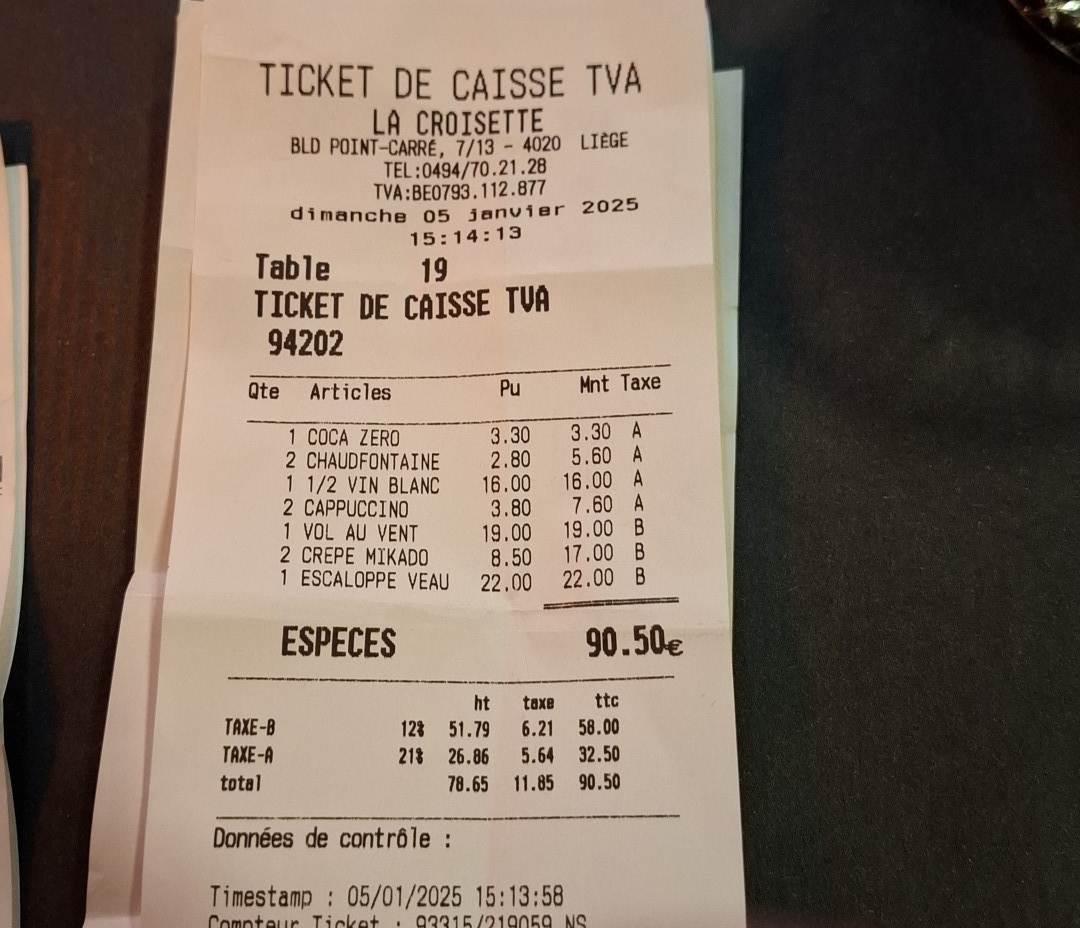 TICKET DE CAISSE TVA
LA CROISETTE
BLD POINT-CARRÉ, 7/13 - 4020 LIÈGE
TEL:0494/70.21.28
TVA:BE0793.112.877
dimanche 05 janvier 2025
15:14:13
Table 19
TICKET DE CAISSE TVA
94202
Qte Articles Pu Mnt Taxe
1 COCA ZERO 3.30 3.30 A
2 CHAUDFONTAINE 2.80 5.60 A
1 1/2 VIN BLANC 16.00 16.00 A
2 CAPPUCCINO 3.80 7.60 A
1 VOL AU VENT 19.00 19.00 B
2 CREPE MIKADO 8.50 17.00 B
1 ESCALOPPE VEAU 22.00 22.00 B
ESPECES 90.50€
ht taxe ttc
TAXE-B 12% 51.79 6.21 58.00
TAXE-A 21% 26.86 5.64 32.50
total 78.65 11.85 90.50
Données de contrôle :
Timestamp : 05/01/2025 15:13:58
Compteur Ticket : 93315/219059 NS